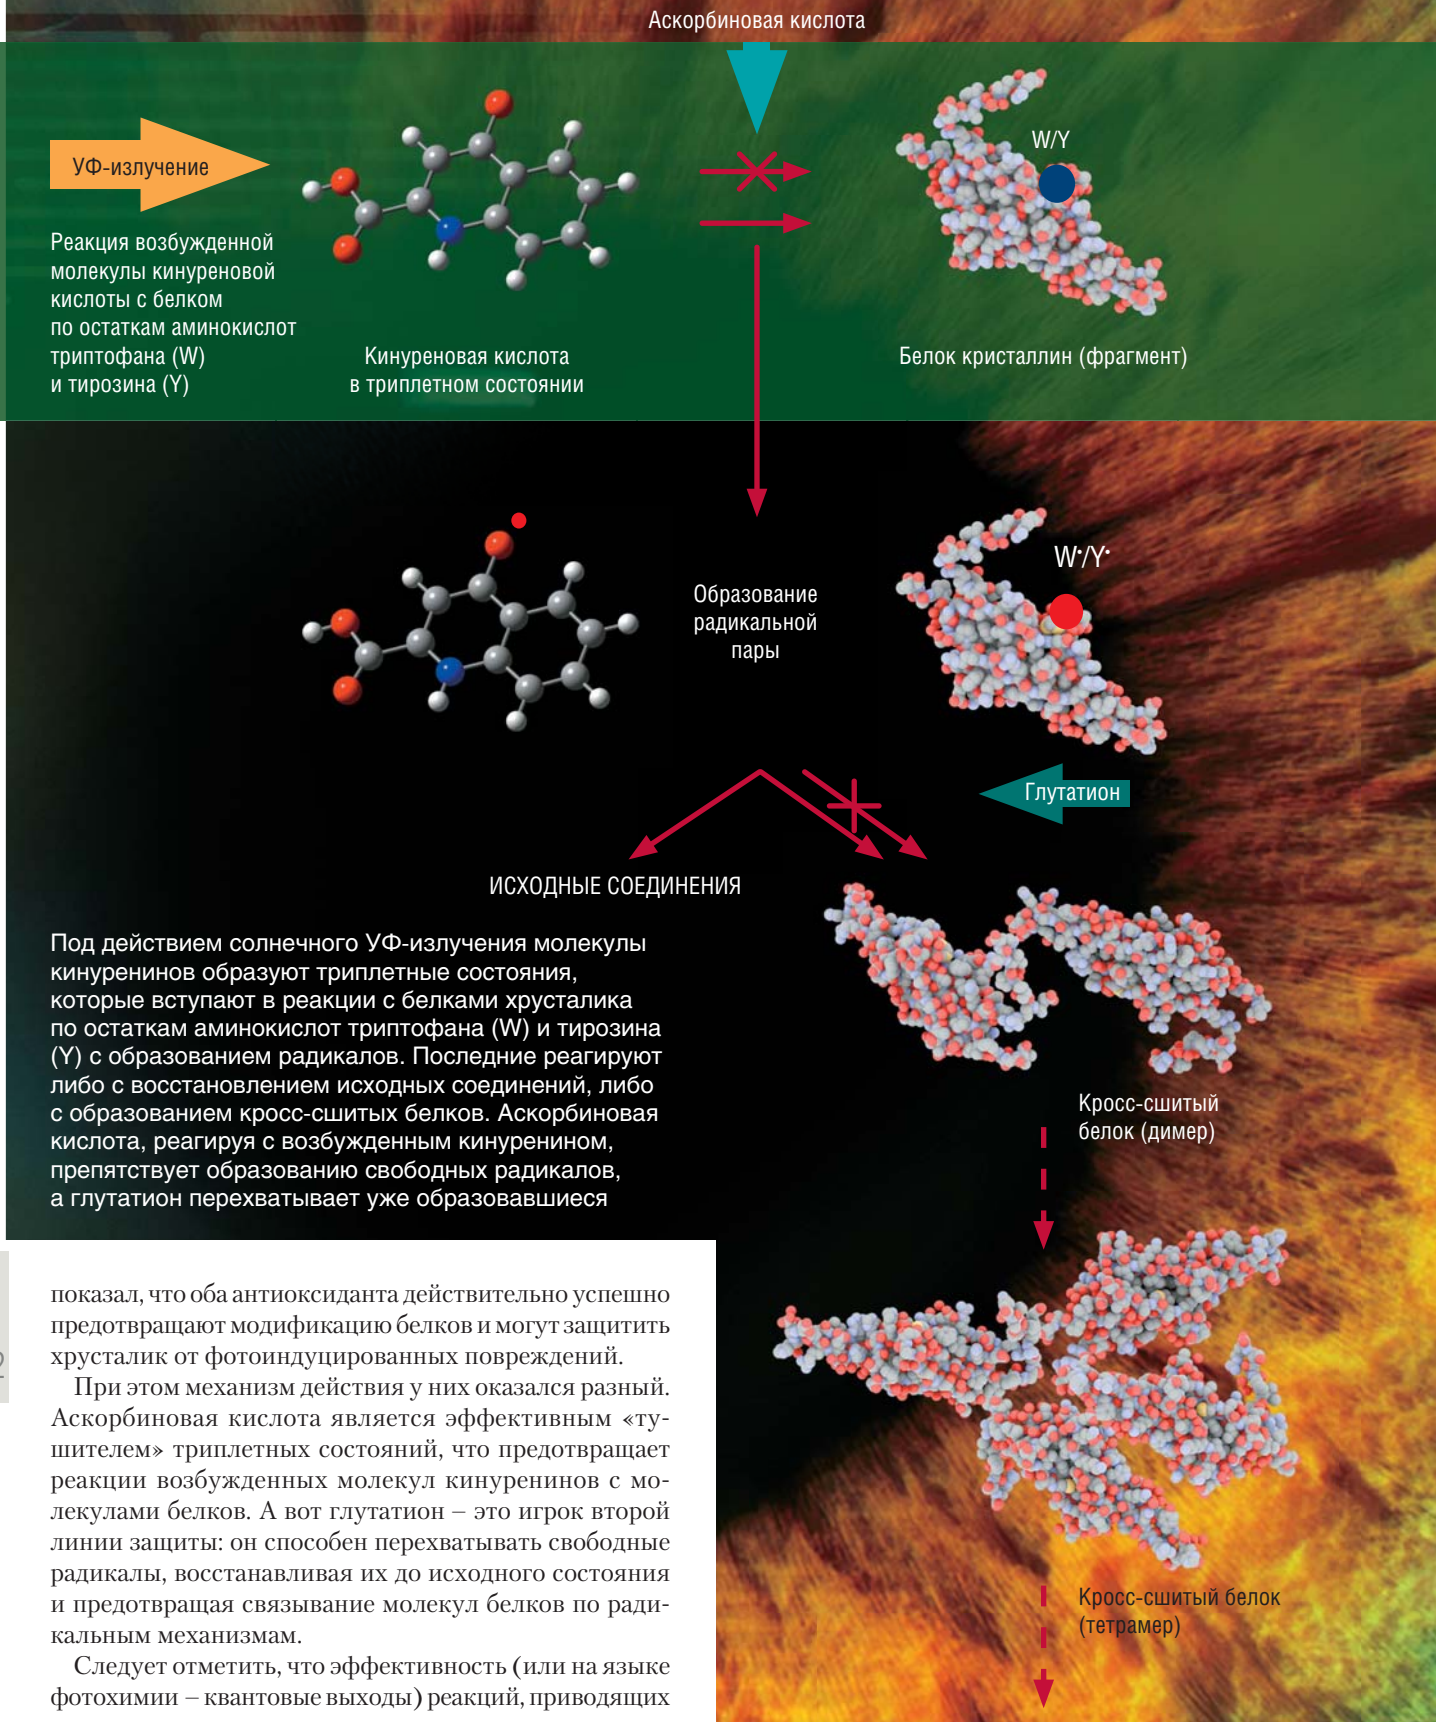 Аскорбиновая кислота
УФ-излучение
W/Y
Реакция возбужденной
молекулы кинуреновой
кислоты с белком
по остаткам аминокислот
триптофана (W)
и тирозина (Y)
Кинуреновая кислота
в триплетном состоянии
Белок кристаллин (фрагмент)
W•/Y•
Образование
радикальной
пары
Глутатион
ИСХОДНЫЕ СОЕДИНЕНИЯ
Под действием солнечного УФ-излучения молекулы
кинуренинов образуют триплетные состояния,
которые вступают в реакции с белками хрусталика
по остаткам аминокислот триптофана (W) и тирозина
(Y) с образованием радикалов. Последние реагируют
либо с восстановлением исходных соединений, либо
с образованием кросс-сшитых белков. Аскорбиновая
кислота, реагируя с возбужденным кинуренином,
препятствует образованию свободных радикалов,
а глутатион перехватывает уже образовавшиеся
Кросс-сшитый
белок (димер)
показал, что оба антиоксиданта действительно успешно
предотвращают модификацию белков и могут защитить
хрусталик от фотоиндуцированных повреждений.
При этом механизм действия у них оказался разный.
Аскорбиновая кислота является эффективным «ту-
шителем» триплетных состояний, что предотвращает
реакции возбужденных молекул кинуренинов с мо-
лекулами белков. А вот глутатион – это игрок второй
линии защиты: он способен перехватывать свободные
радикалы, восстанавливая их до исходного состояния
и предотвращая связывание молекул белков по ради-
кальным механизмам.
Следует отметить, что эффективность (или на языке
фотохимии – квантовые выходы) реакций, приводящих
Кросс-сшитый белок
(тетрамер)